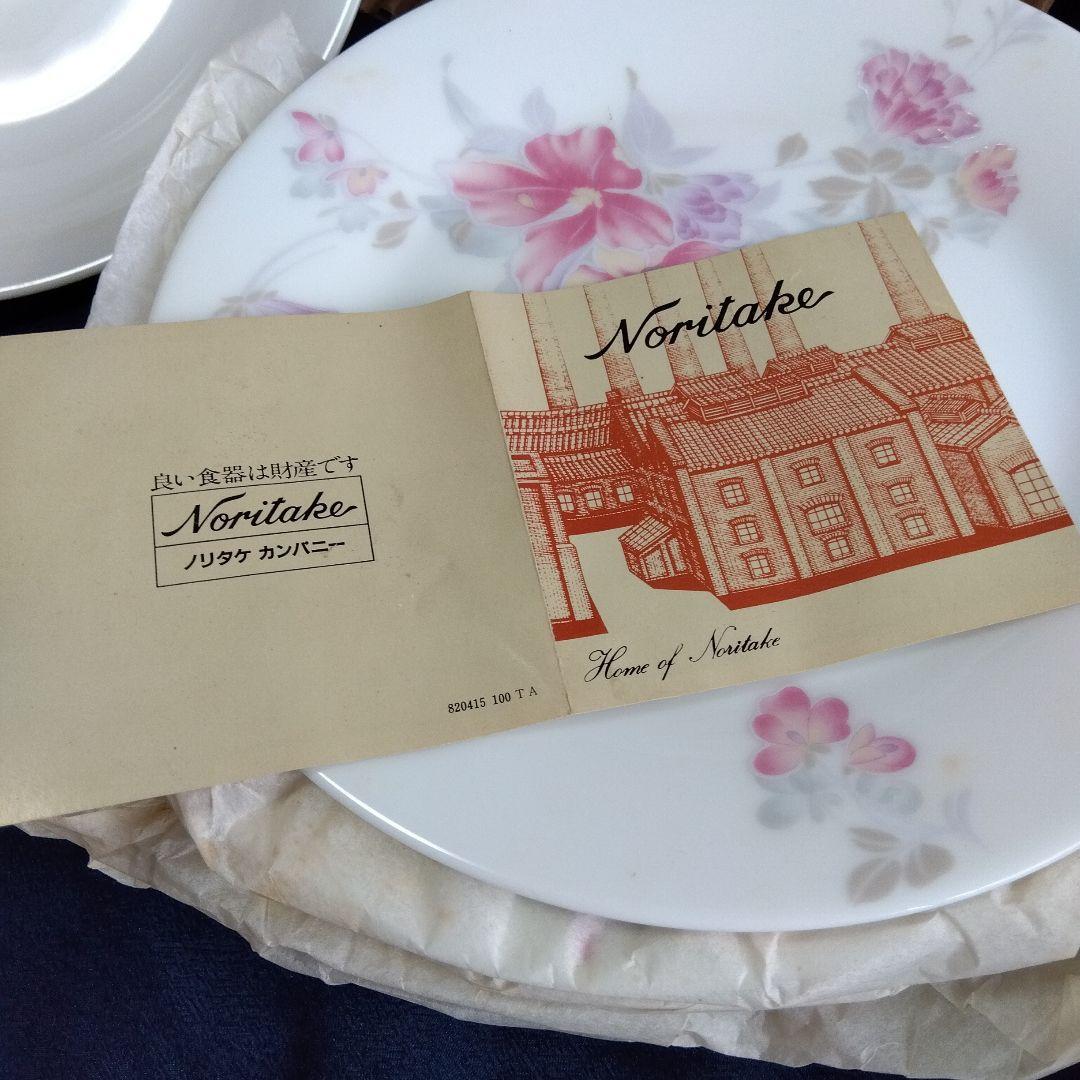 良い食器は財産です
Noritake
ノリタケ カンパニー
820415 100 T A
Noritake
Home of Noritake